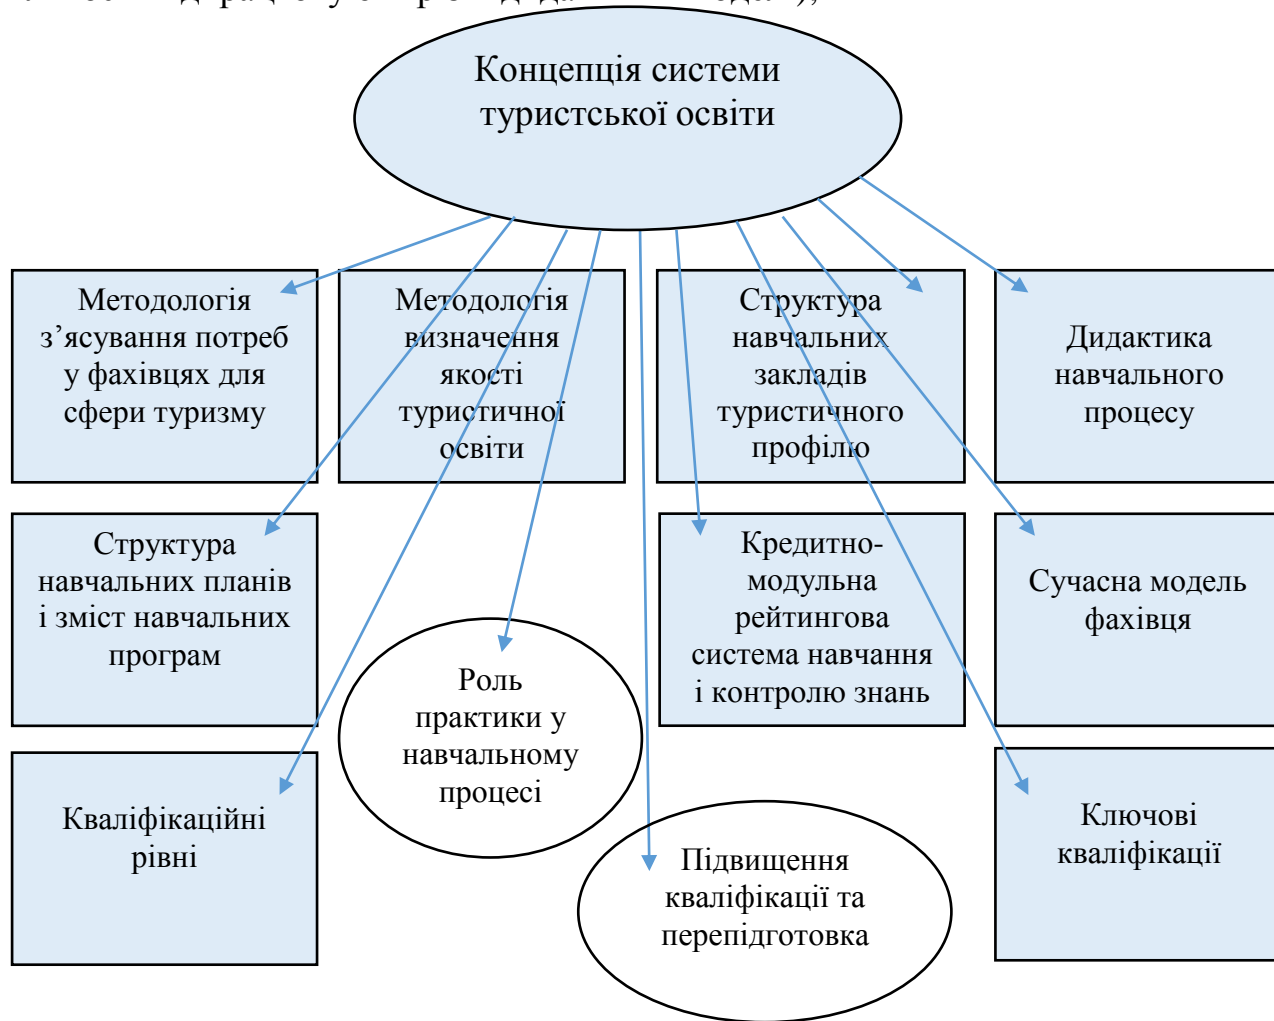 Концепція системи
туристської освіти
Методологія
з’ясування потреб
у фахівцях для
сфери туризму
Методологія
визначення
якості
туристичної
освіти
Структура
навчальних
закладів
туристичного
профілю
Дидактика
навчального
процесу
Структура
навчальних планів
і зміст навчальних
програм
Кредитно-
модульна
рейтингова
система навчання
і контролю знань
Сучасна модель
фахівця
Роль
практики у
навчальному
процесі
Кваліфікаційні
рівні
Підвищення
кваліфікації та
перепідготовка
Ключові
кваліфікації